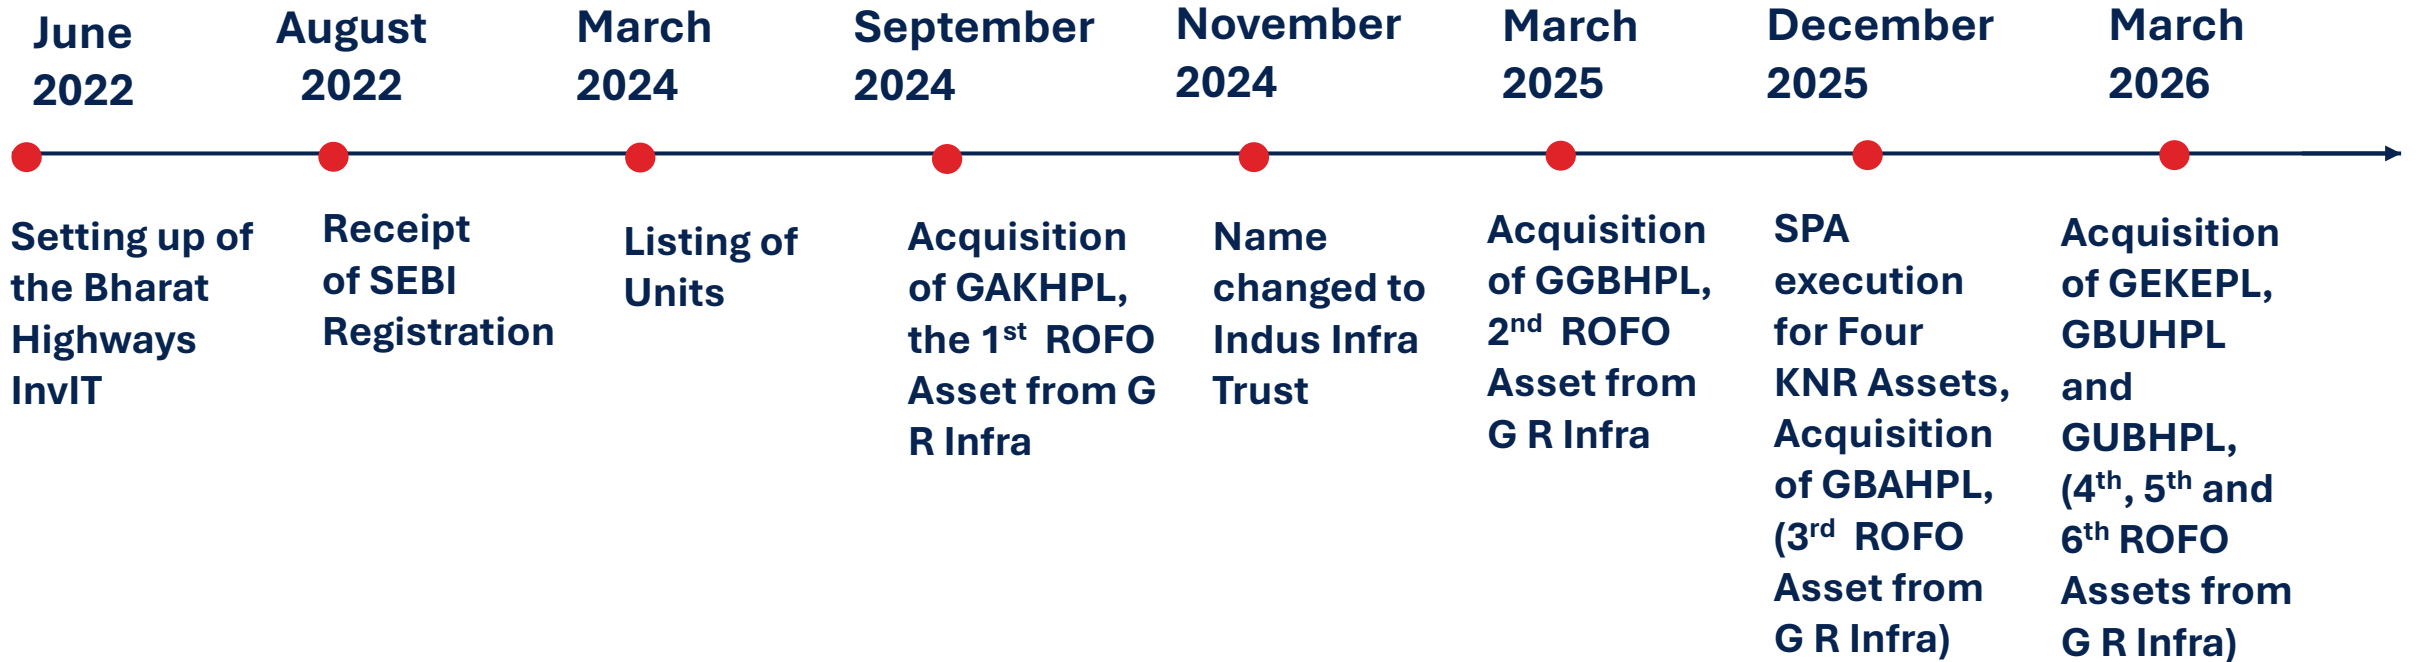 June
2022
August
2022
March
2024
September
2024
November
2024
March
2025
December
2025
March
2026
Setting up of
the Bharat
Highways
InvIT
Receipt
of SEBI
Registration
Listing of
Units
Acquisition
of GAKHPL,
the 1st ROFO
Asset from G
R Infra
Name
changed to
Indus Infra
Trust
Acquisition
of GGBHPL,
2nd ROFO
Asset from
G R Infra
SPA
execution
for Four
KNR Assets,
Acquisition
of GBAHPL,
(3rd ROFO
Asset from
G R Infra)
Acquisition
of GEKEPL,
GBUHPL
and
GUBHPL,
(4th, 5th and
6th ROFO
Assets from
G R Infra)